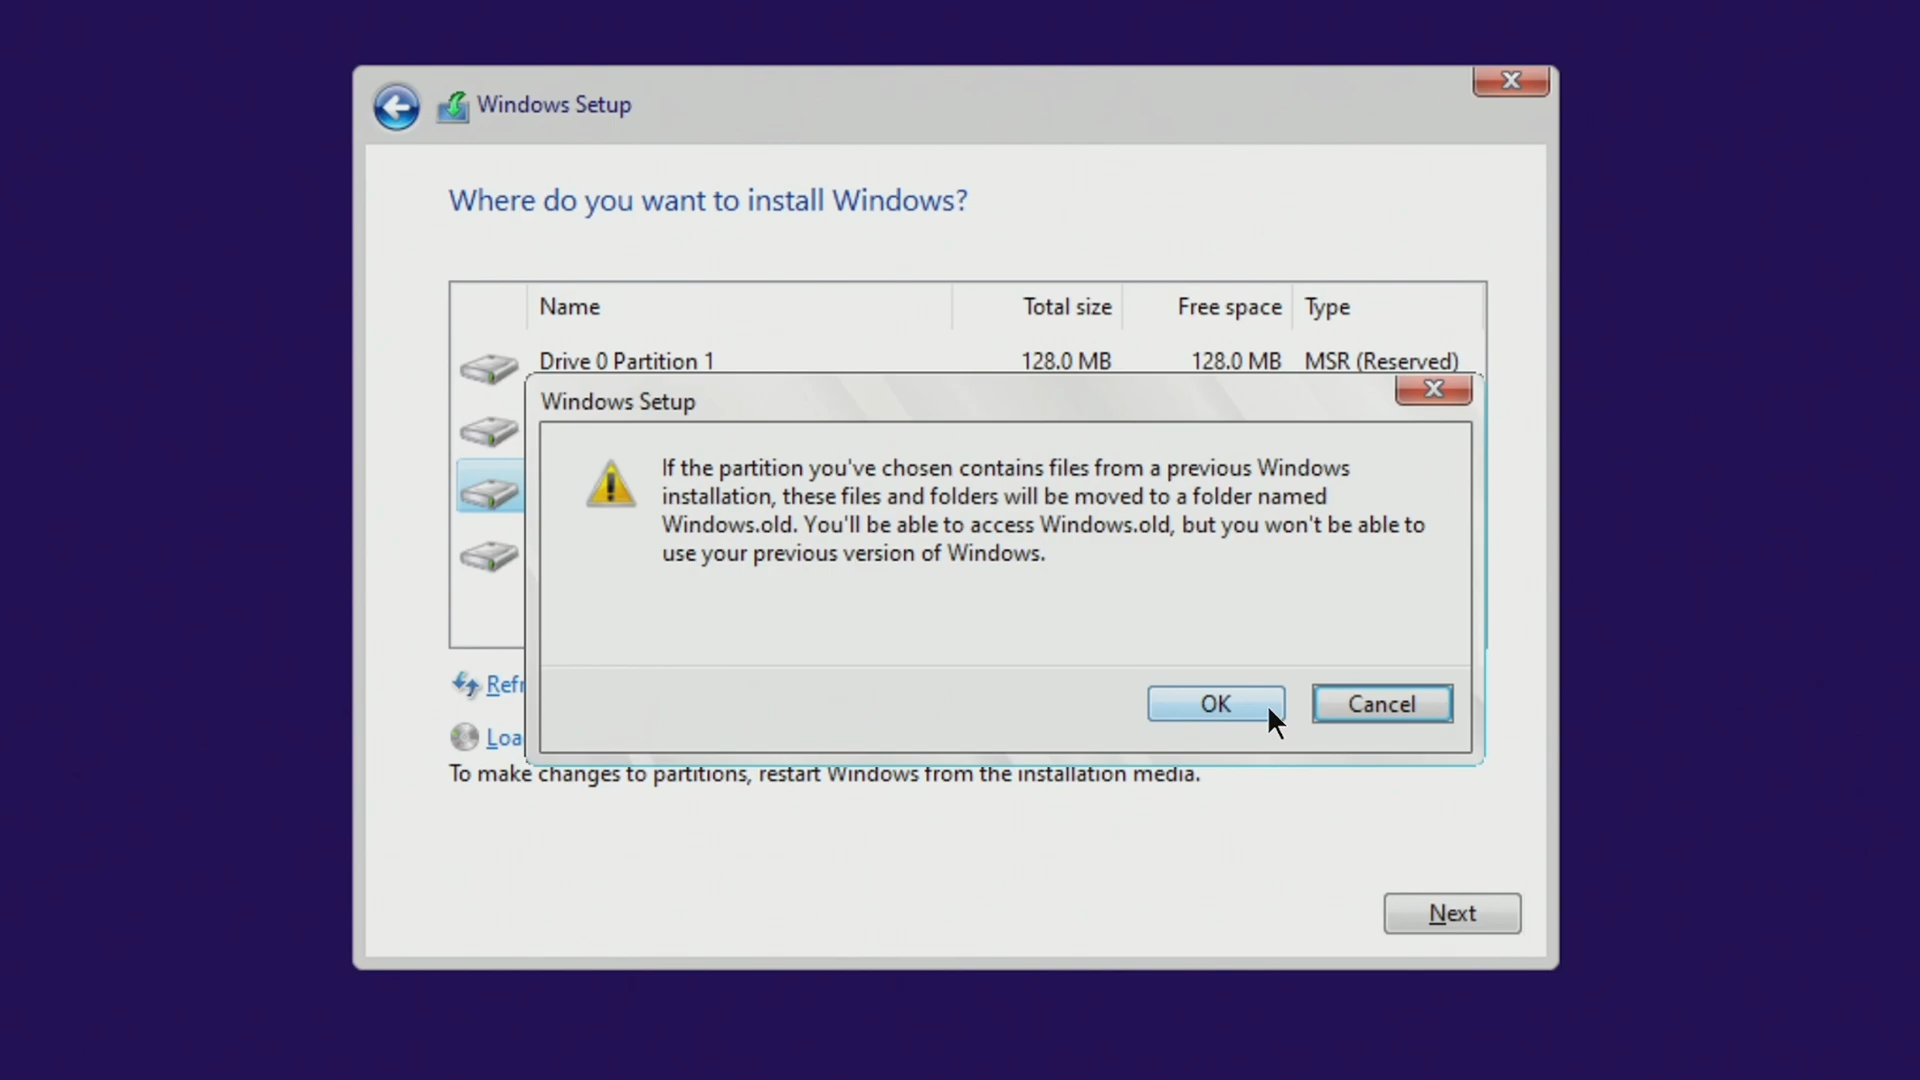 Windows Setup
Where do you want to install Windows?
Name Total size Free space Type
Drive 0 Partition 1 128.0 MB 128.0 MB MSR (Reserved)
Windows Setup
If the partition you've chosen contains files from a previous Windows
installation, these files and folders will be moved to a folder named
Windows.old. You'll be able to access Windows.old, but you won't be able to
use your previous version of Windows.
OK Cancel
Refr
Loa
To make changes to partitions, restart Windows from the installation media.
Next